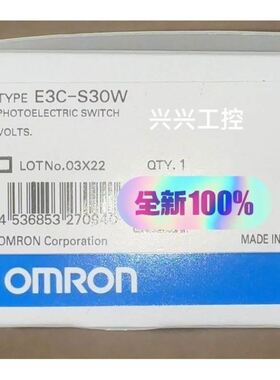 TYPE E3C-S30W
PHOTOELECTRIC SWITCH
VOLTS.
兴兴工控
LOTNo.03X22 QTY.1
全新100%
4 536853
OMRON Corporation
MADE IN
OMRON